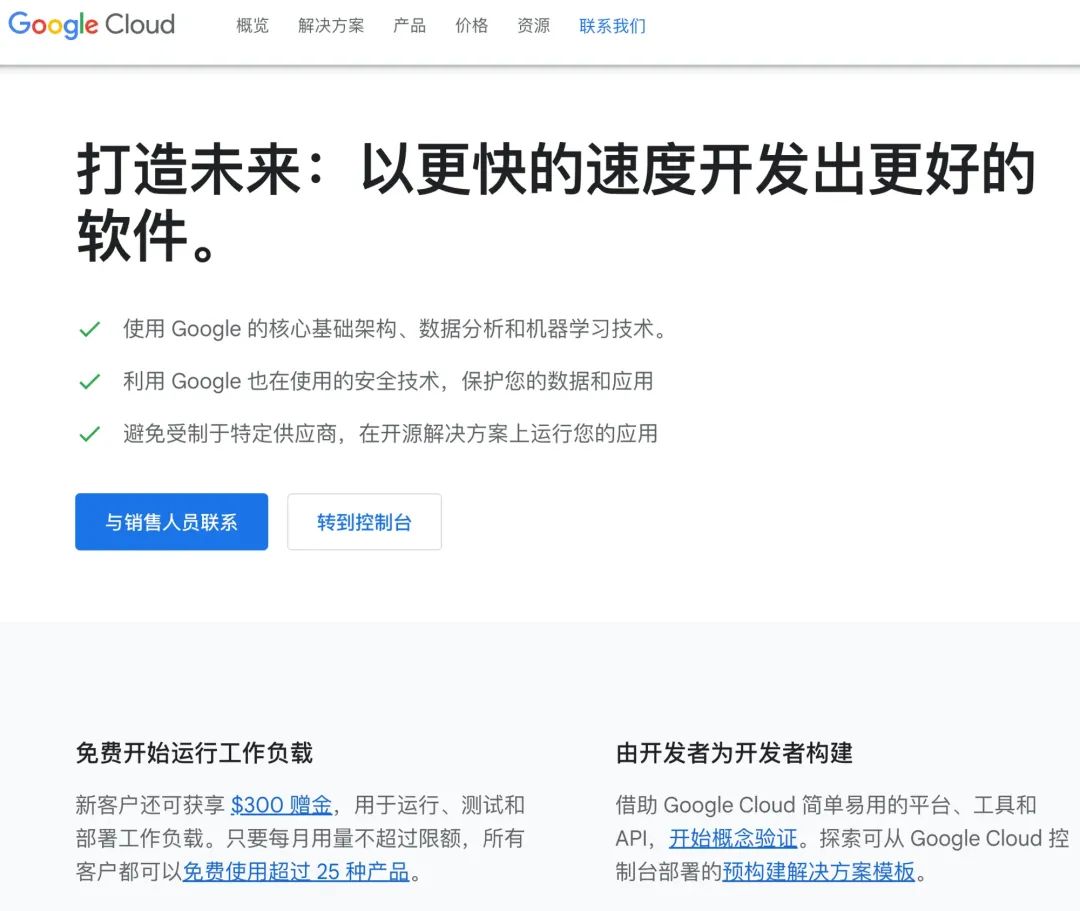 Google Cloud 概览 解决方案 产品 价格 资源 联系我们
打造未来：以更快的速度开发出更好的
软件。
使用 Google 的核心基础架构、数据分析和机器学习技术。
利用 Google 也在使用的安全技术，保护您的数据和应用
避免受制于特定供应商，在开源解决方案上运行您的应用
与销售人员联系 转到控制台
免费开始运行工作负载
新客户还可获享 $300 赠金，用于运行、测试和
部署工作负载。只要每月用量不超过限额，所有
客户都可以免费使用超过 25 种产品。
由开发者为开发者构建
借助 Google Cloud 简单易用的平台、工具和
API，开始概念验证。探索可从 Google Cloud 控
制台部署的预构建解决方案模板。